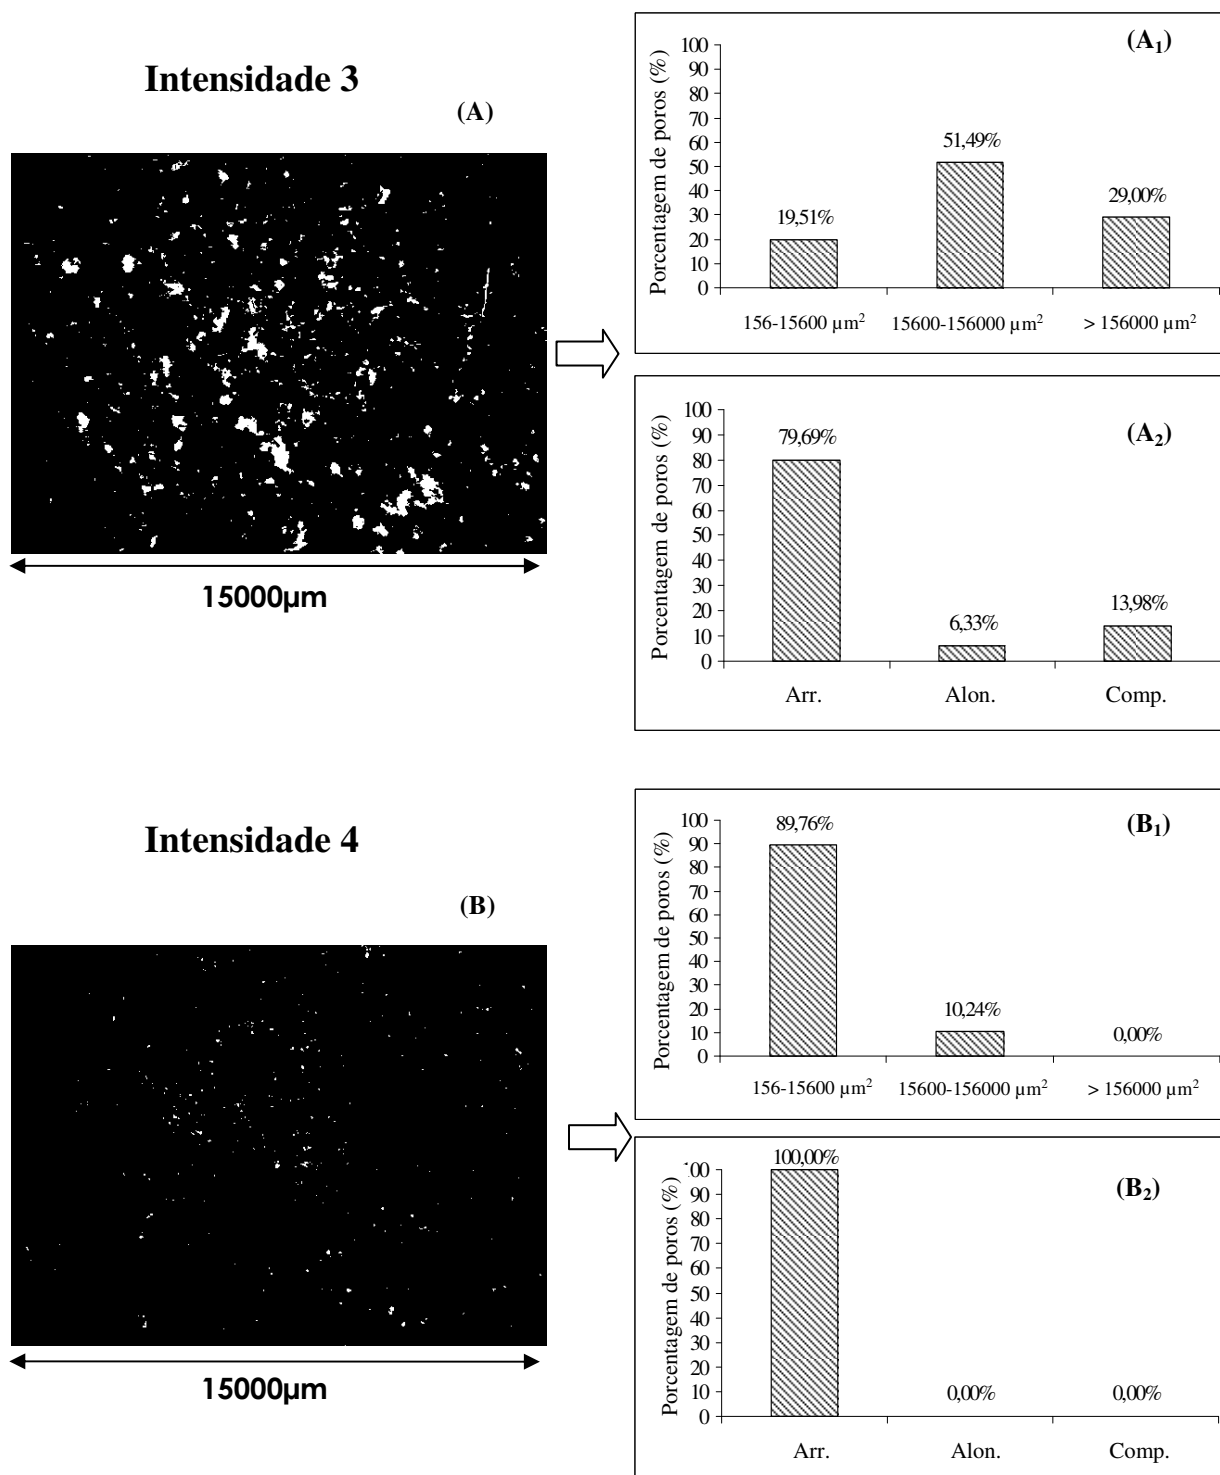 Intensidade 3
(A)
15000µm
(A₁)
Porcentagem de poros (%)
100
90
80
70
60
50
40
30
20
10
0
19,51%
51,49%
29,00%
156-15600 µm²
15600-156000 µm²
> 156000 µm²
(A₂)
Porcentagem de poros (%)
100
90
80
70
60
50
40
30
20
10
0
79,69%
6,33%
13,98%
Arr.
Alon.
Comp.
Intensidade 4
(B)
15000µm
(B₁)
Porcentagem de poros (%)
100
90
80
70
60
50
40
30
20
10
0
89,76%
10,24%
0,00%
156-15600 µm²
15600-156000 µm²
> 156000 µm²
(B₂)
Porcentagem de poros (%)
100
90
80
70
60
50
40
30
20
10
0
100,00%
0,00%
0,00%
Arr.
Alon.
Comp.